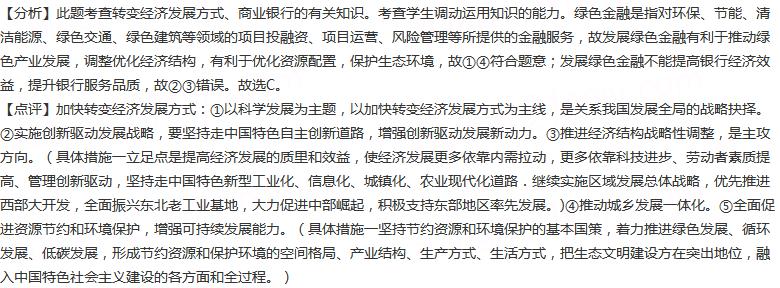 【分析】此题考查转变经济发展方式、商业银行的有关知识。考查学生调动运用知识的能力。绿色金融是指对环保、节能、清
洁能源、绿色交通、绿色建筑等领域的项目投融资、项目运营、风险管理等所提供的金融服务，故发展绿色金融有利于推动绿
色产业发展，调整优化经济结构，有利于优化资源配置，保护生态环境，故①④符合题意；发展绿色金融不能提高银行经济效
益，提升银行服务品质，故②③错误。故选C。
【点评】加快转变经济发展方式：①以科学发展为主题，以加快转变经济发展方式为主线，是关系我国发展全局的战略抉择。
②实施创新驱动发展战略，要坚持走中国特色自主创新道路，增强创新驱动发展新动力。③推进经济结构战略性调整，是主攻
方向。（具体措施一立足点是提高经济发展的质里和效益，使经济发展更多依靠内需拉动，更多依靠科技进步、劳动者素质提
高、管理创新驱动，坚持走中国特色新型工业化、信息化、城镇化、农业现代化道路．继续实施区域发展总体战略，优先推进
西部大开发，全面振兴东北老工业基地，大力促进中部崛起，积极支持东部地区率先发展。)④推动城乡发展一体化。⑤全面促
进资源节约和环境保护，增强可持续发展能力。（具体措施一坚持节约资源和环境保护的基本国策，着力推进绿色发展、循环
发展、低碳发展，形成节约资源和保护环境的空间格局、产业结构、生产方式、生活方式，把生态文明建设方在突出地位，融
入中国特色社会主义建设的各方面和全过程。）